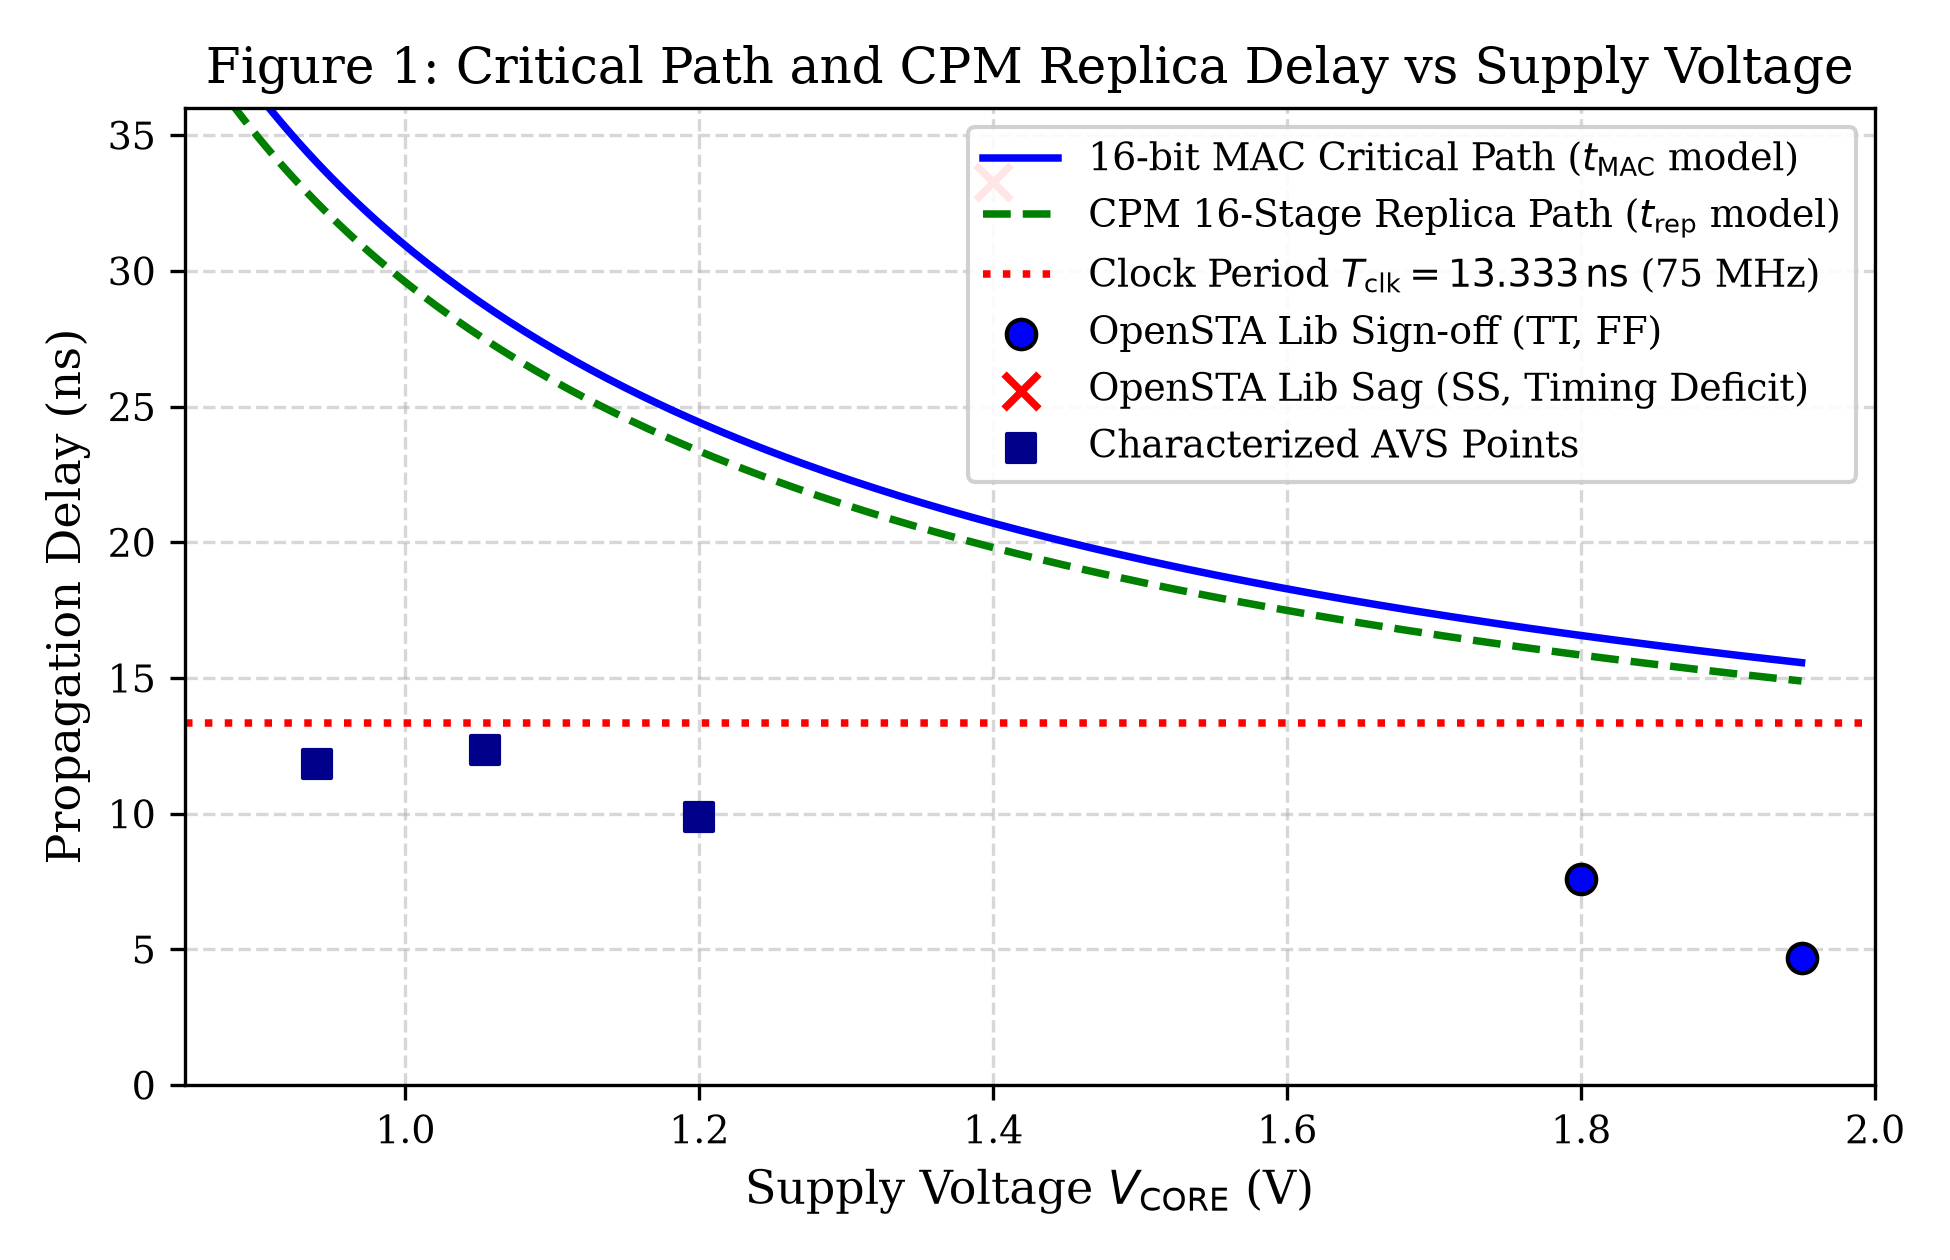 Figure 1: Critical Path and CPM Replica Delay vs Supply Voltage
16-bit MAC Critical Path (tMAC model)
CPM 16-Stage Replica Path (trep model)
Clock Period Tclk = 13.333 ns (75 MHz)
OpenSTA Lib Sign-off (TT, FF)
OpenSTA Lib Sag (SS, Timing Deficit)
Characterized AVS Points
Propagation Delay (ns)
35
30
25
20
15
10
5
0
1.0 1.2 1.4 1.6 1.8 2.0
Supply Voltage VCORE (V)